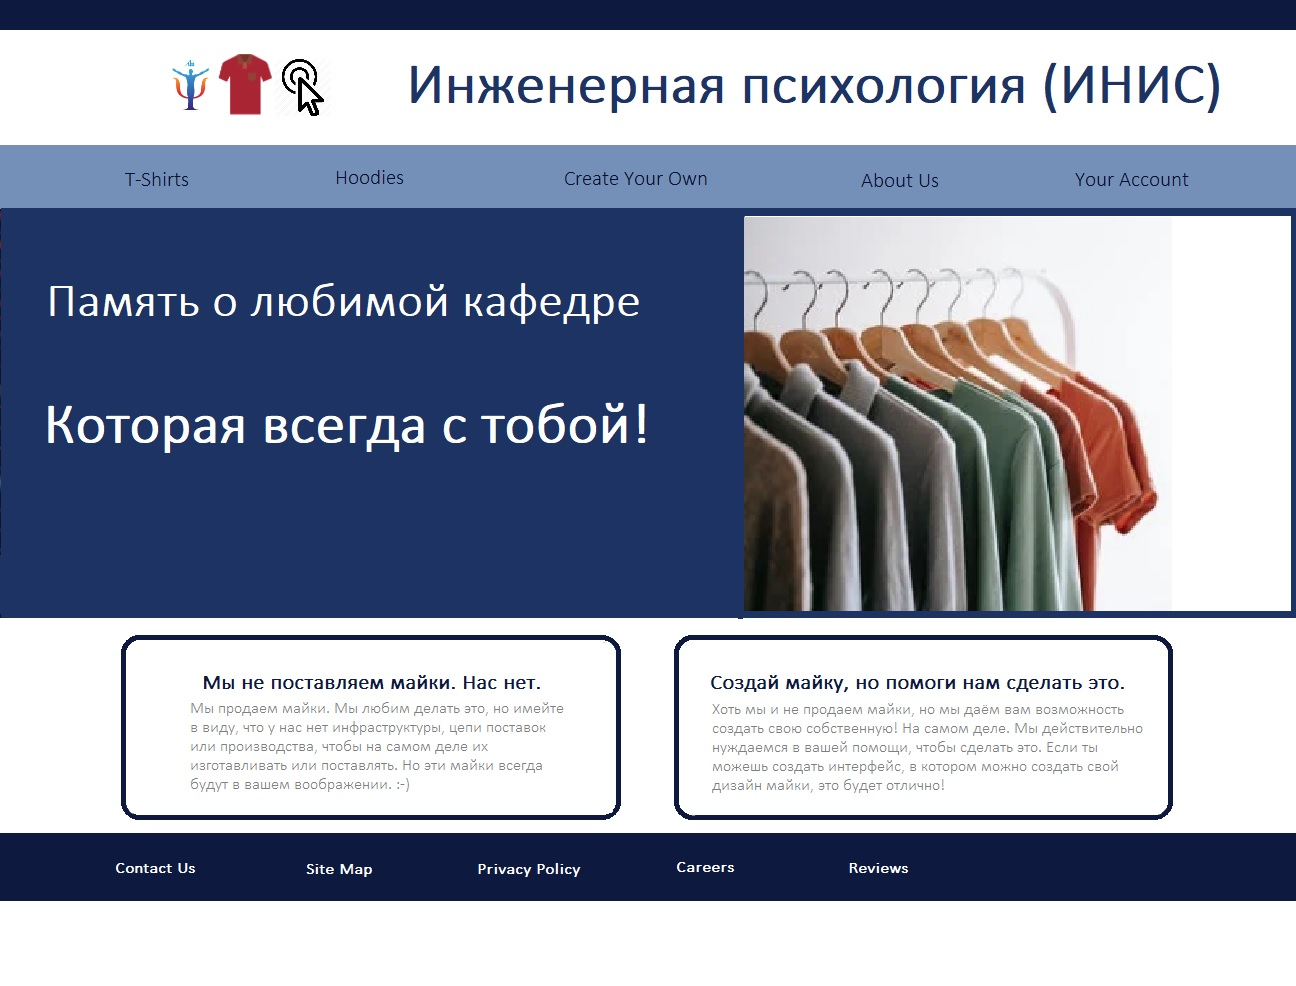 Инженерная психология (ИНИС)
T-Shirts
Hoodies
Create Your Own
About Us
Your Account
Память о любимой кафедре
Которая всегда с тобой!
Мы не поставляем майки. Нас нет.
Мы продаем майки. Мы любим делать это, но имейте
в виду, что у нас нет инфраструктуры, цепи поставок
или производства, чтобы на самом деле их
изготавливать или поставлять. Но эти майки всегда
будут в вашем воображении. :-)
Создай майку, но помоги нам сделать это.
Хоть мы и не продаем майки, но мы даём вам возможность
создать свою собственную! На самом деле. Мы действительно
нуждаемся в вашей помощи, чтобы сделать это. Если ты
можешь создать интерфейс, в котором можно создать свой
дизайн майки, это будет отлично!
Contact Us
Site Map
Privacy Policy
Careers
Reviews